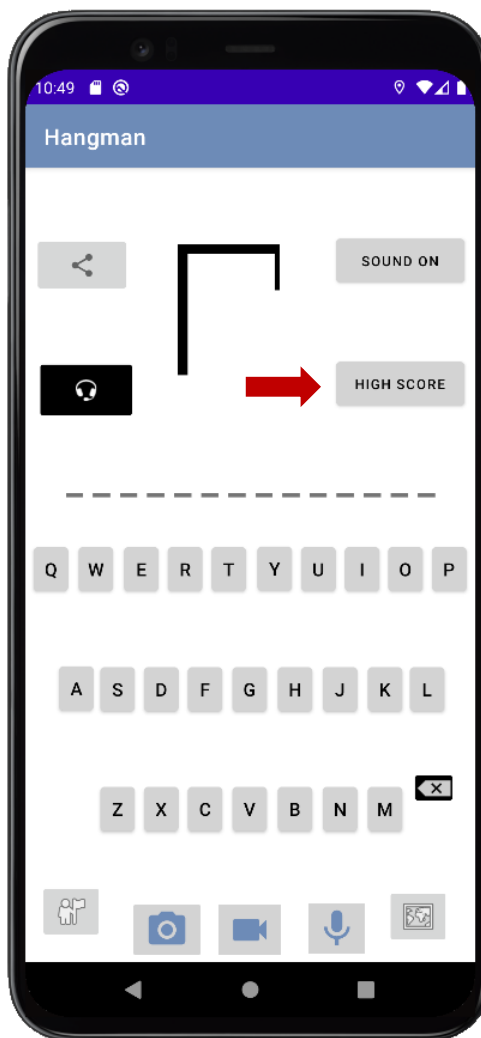 10:49
Hangman
SOUND ON
HIGH SCORE
Q W E R T Y U I O P
A S D F G H J K L
Z X C V B N M